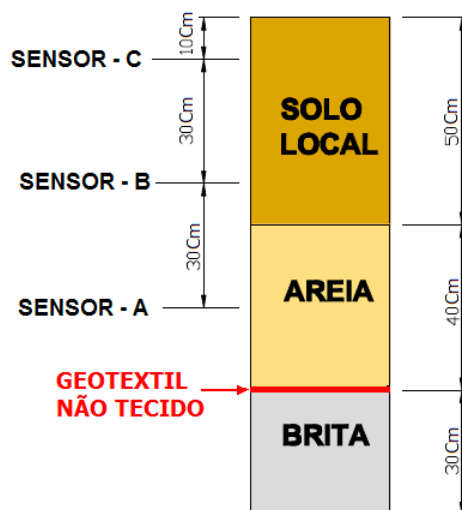 10Cm
SENSOR - C
30Cm
SENSOR - B
30Cm
SENSOR - A
SOLO
LOCAL
50Cm
AREIA
40Cm
GEOTEXTIL
NÃO TECIDO
BRITA
30Cm